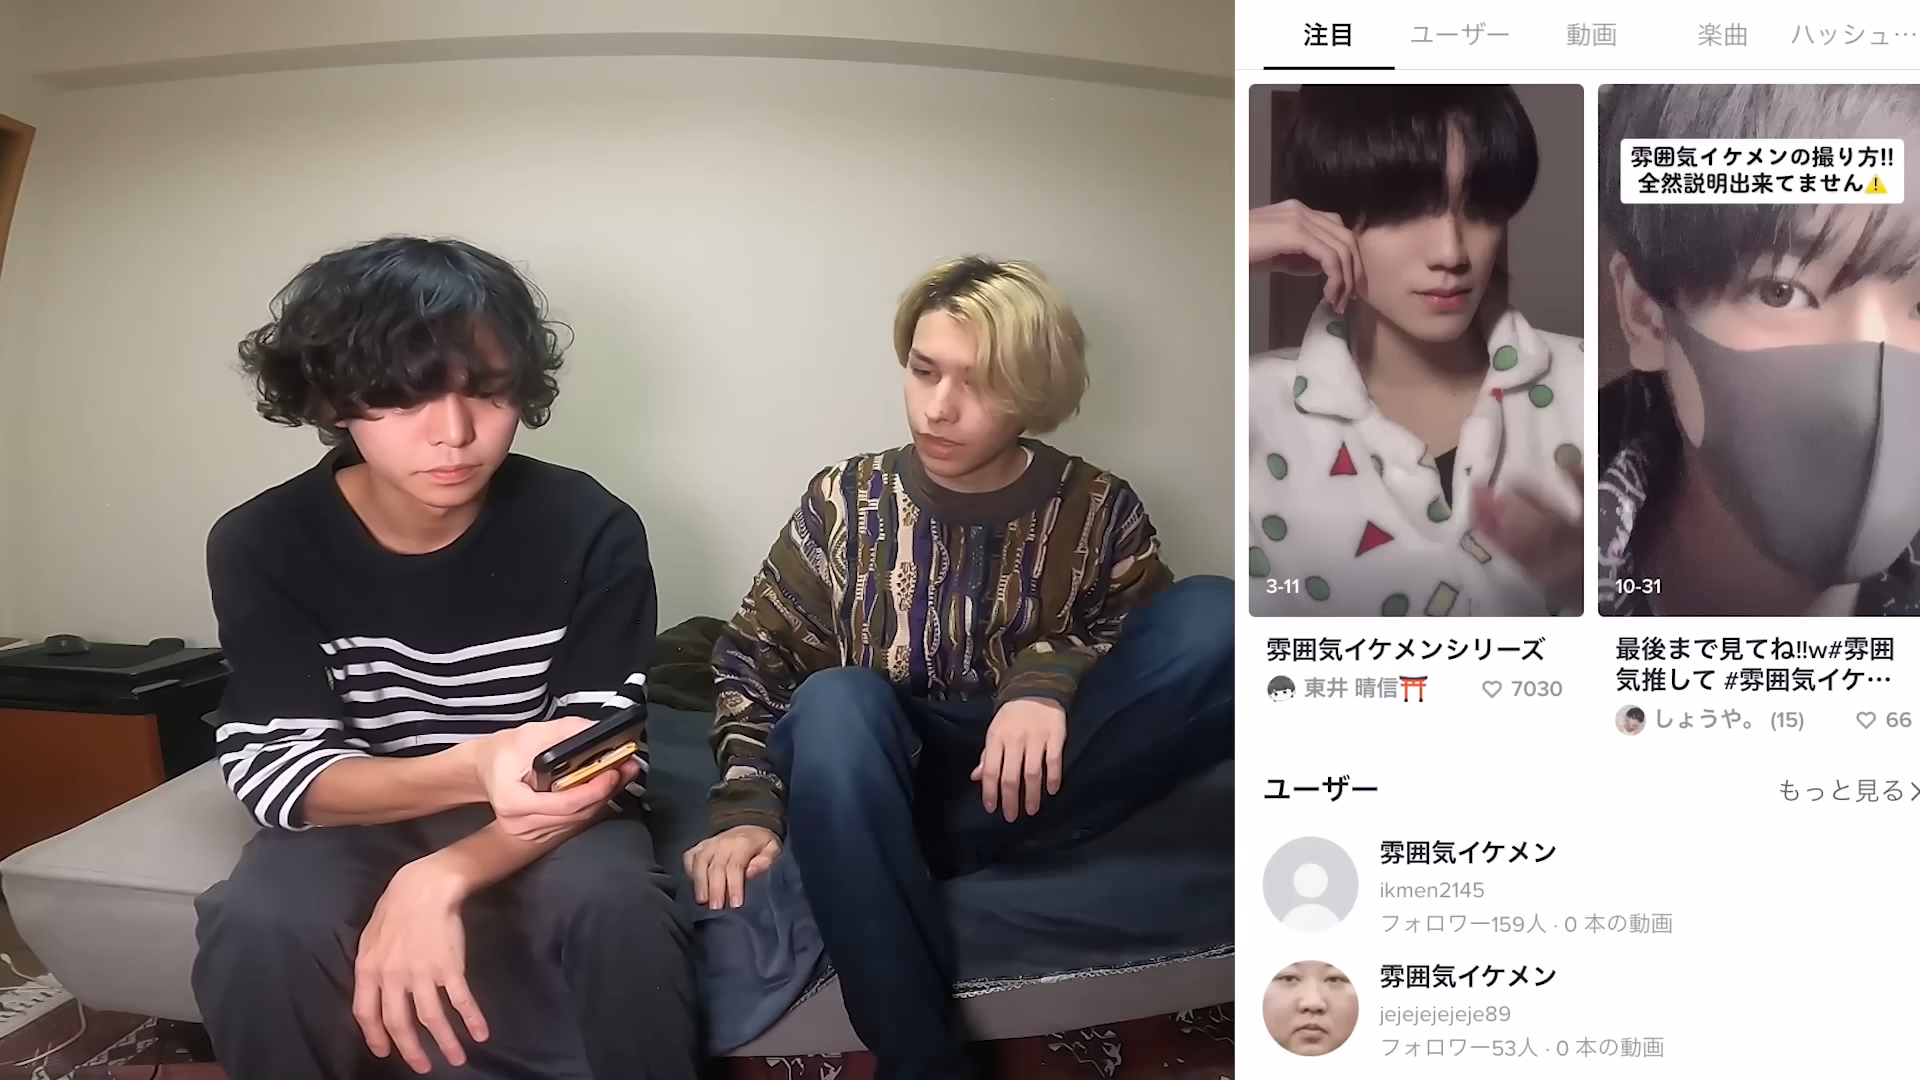 注目 ユーザー 動画 楽曲 ハッシュ…
雰囲気イケメンの撮り方!!
全然説明出来てません⚠️
3-11
10-31
雰囲気イケメンシリーズ
東井 晴信⛩️ 7030
最後まで見てね!!w#雰囲
気推して #雰囲気イケ…
しょうや。 (15) 66
ユーザー
もっと見る
雰囲気イケメン
ikmen2145
フォロワー159人 · 0 本の動画
雰囲気イケメン
jejejejejeje89
フォロワー53人 · 0 本の動画